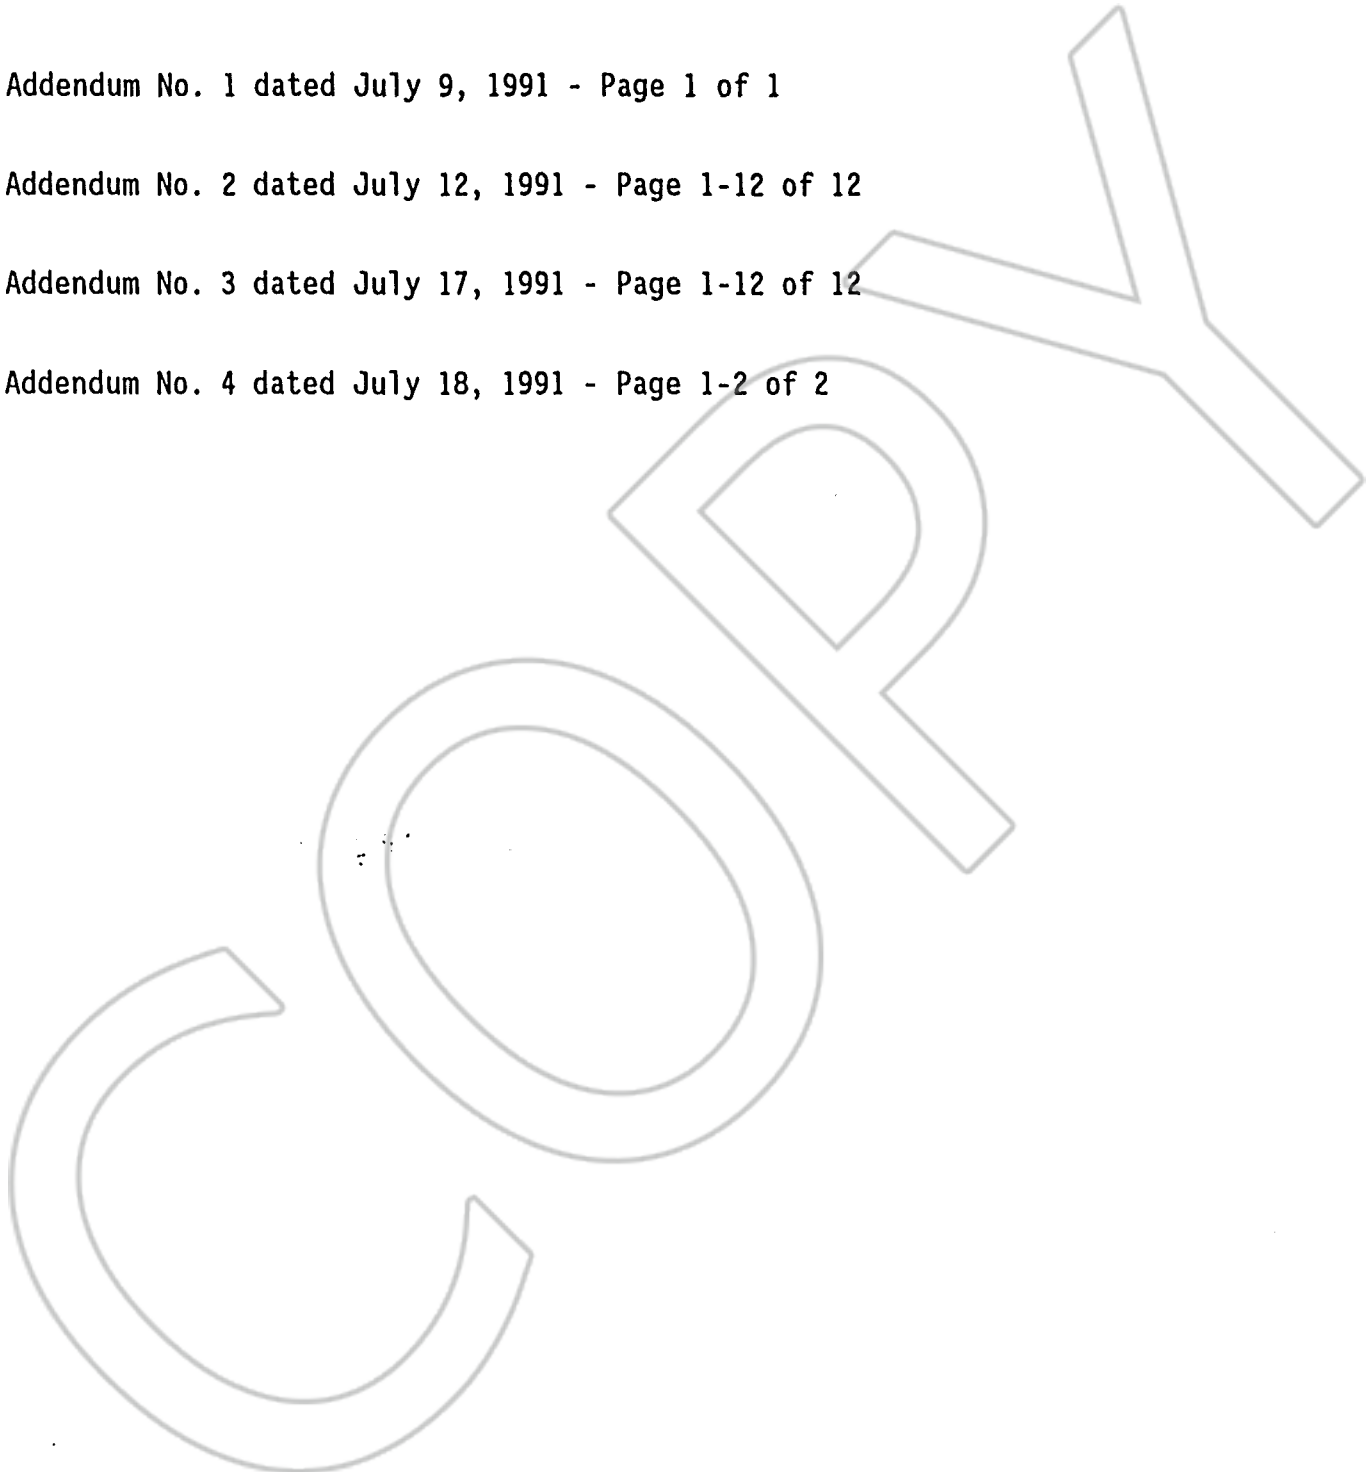 Addendum No. 1 dated July 9, 1991 - Page 1 of 1
Addendum No. 2 dated July 12, 1991 - Page 1-12 of 12
Addendum No. 3 dated July 17, 1991 - Page 1-12 of 12
Addendum No. 4 dated July 18, 1991 - Page 1-2 of 2
COPY